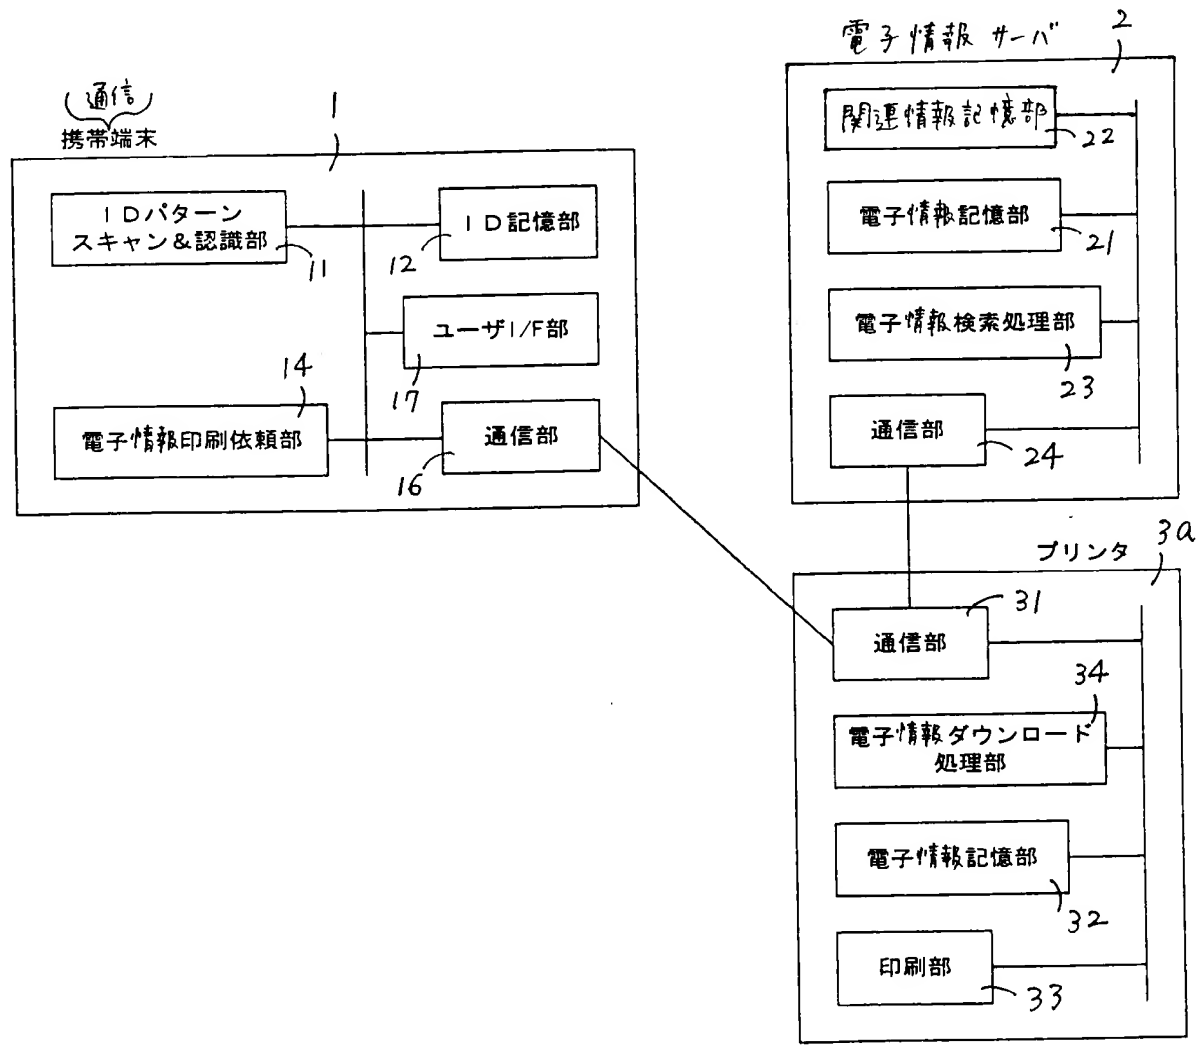 (通信)
携帯端末
1
IDパターン
スキャン&認識部
11
ID記憶部
12
ユーザI/F部
17
14
電子情報印刷依頼部
通信部
16
電子情報サーバ
2
関連情報記憶部
22
電子情報記憶部
21
電子情報検索処理部
23
通信部
24
プリンタ
3a
通信部
31
34
電子情報ダウンロード
処理部
電子情報記憶部
32
印刷部
33